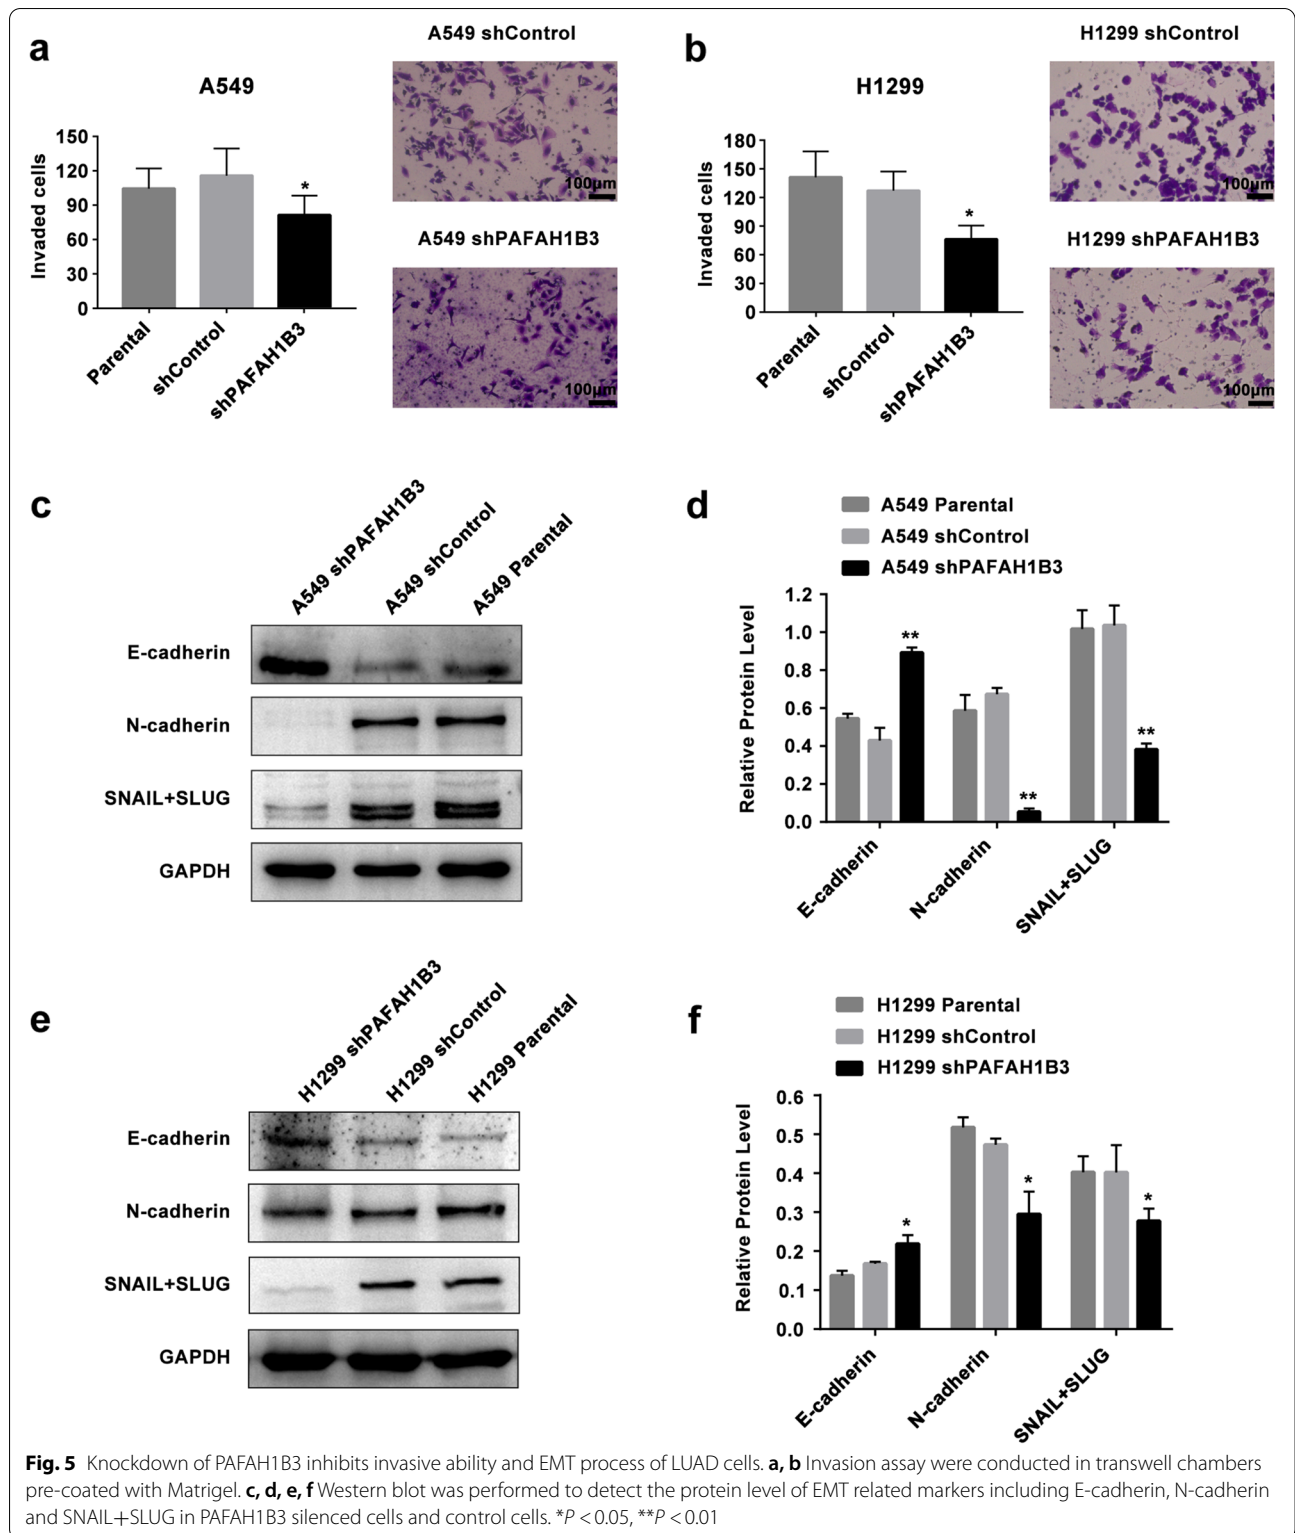 a
A549
Invaded cells
150
120
90
60
30
0
*
Parental
shControl
shPAFAH1B3
A549 shControl
100μm
A549 shPAFAH1B3
100μm
b
H1299
Invaded cells
180
150
120
90
60
30
0
*
Parental
shControl
shPAFAH1B3
H1299 shControl
100μm
H1299 shPAFAH1B3
100μm
c
A549 shPAFAH1B3
A549 shControl
A549 Parental
E-cadherin
N-cadherin
SNAIL+SLUG
GAPDH
d
A549 Parental
A549 shControl
A549 shPAFAH1B3
Relative Protein Level
1.2
1.0
0.8
0.6
0.4
0.2
0.0
**
**
**
E-cadherin
N-cadherin
SNAIL+SLUG
e
H1299 shPAFAH1B3
H1299 shControl
H1299 Parental
E-cadherin
N-cadherin
SNAIL+SLUG
GAPDH
f
H1299 Parental
H1299 shControl
H1299 shPAFAH1B3
Relative Protein Level
0.6
0.5
0.4
0.3
0.2
0.1
0.0
*
*
*
E-cadherin
N-cadherin
SNAIL+SLUG
Fig. 5 Knockdown of PAFAH1B3 inhibits invasive ability and EMT process of LUAD cells. a, b Invasion assay were conducted in transwell chambers
pre-coated with Matrigel. c, d, e, f Western blot was performed to detect the protein level of EMT related markers including E-cadherin, N-cadherin
and SNAIL+SLUG in PAFAH1B3 silenced cells and control cells. *P < 0.05, **P < 0.01